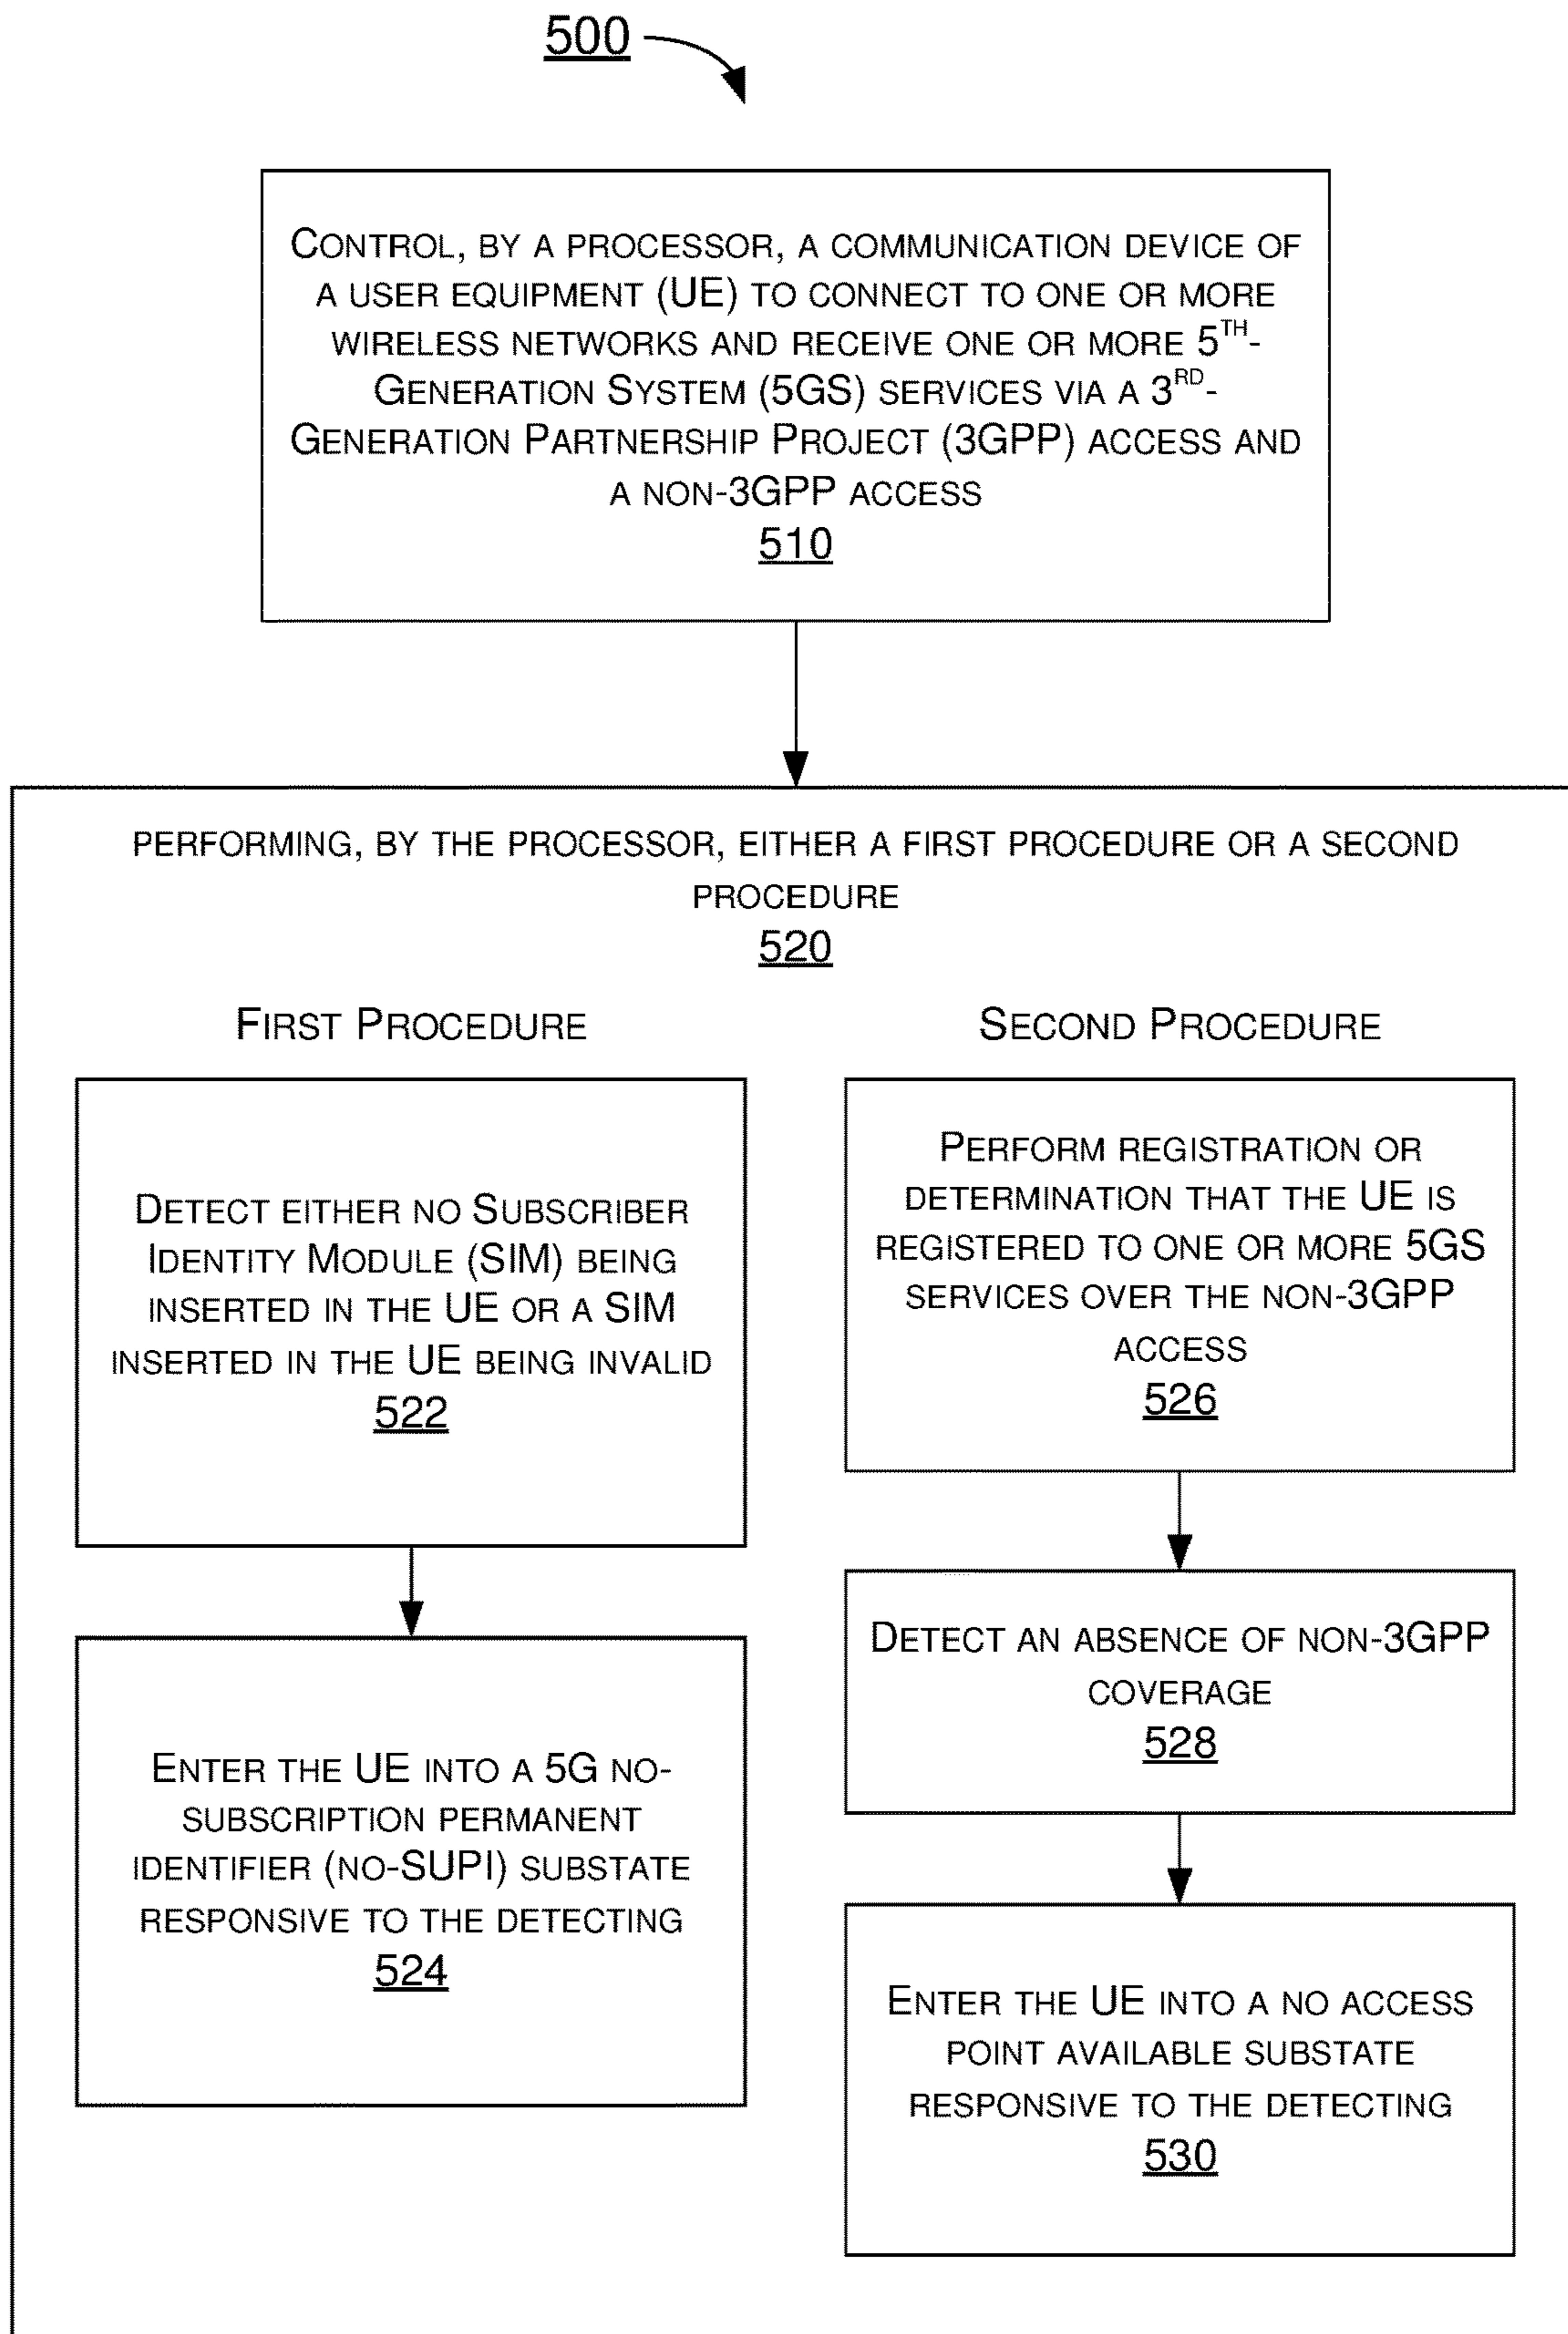 500
CONTROL, BY A PROCESSOR, A COMMUNICATION DEVICE OF
A USER EQUIPMENT (UE) TO CONNECT TO ONE OR MORE
WIRELESS NETWORKS AND RECEIVE ONE OR MORE 5TH-
GENERATION SYSTEM (5GS) SERVICES VIA A 3RD-
GENERATION PARTNERSHIP PROJECT (3GPP) ACCESS AND
A NON-3GPP ACCESS
510
PERFORMING, BY THE PROCESSOR, EITHER A FIRST PROCEDURE OR A SECOND
PROCEDURE
520
FIRST PROCEDURE
DETECT EITHER NO SUBSCRIBER
IDENTITY MODULE (SIM) BEING
INSERTED IN THE UE OR A SIM
INSERTED IN THE UE BEING INVALID
522
ENTER THE UE INTO A 5G NO-
SUBSCRIPTION PERMANENT
IDENTIFIER (NO-SUPI) SUBSTATE
RESPONSIVE TO THE DETECTING
524
SECOND PROCEDURE
PERFORM REGISTRATION OR
DETERMINATION THAT THE UE IS
REGISTERED TO ONE OR MORE 5GS
SERVICES OVER THE NON-3GPP
ACCESS
526
DETECT AN ABSENCE OF NON-3GPP
COVERAGE
528
ENTER THE UE INTO A NO ACCESS
POINT AVAILABLE SUBSTATE
RESPONSIVE TO THE DETECTING
530